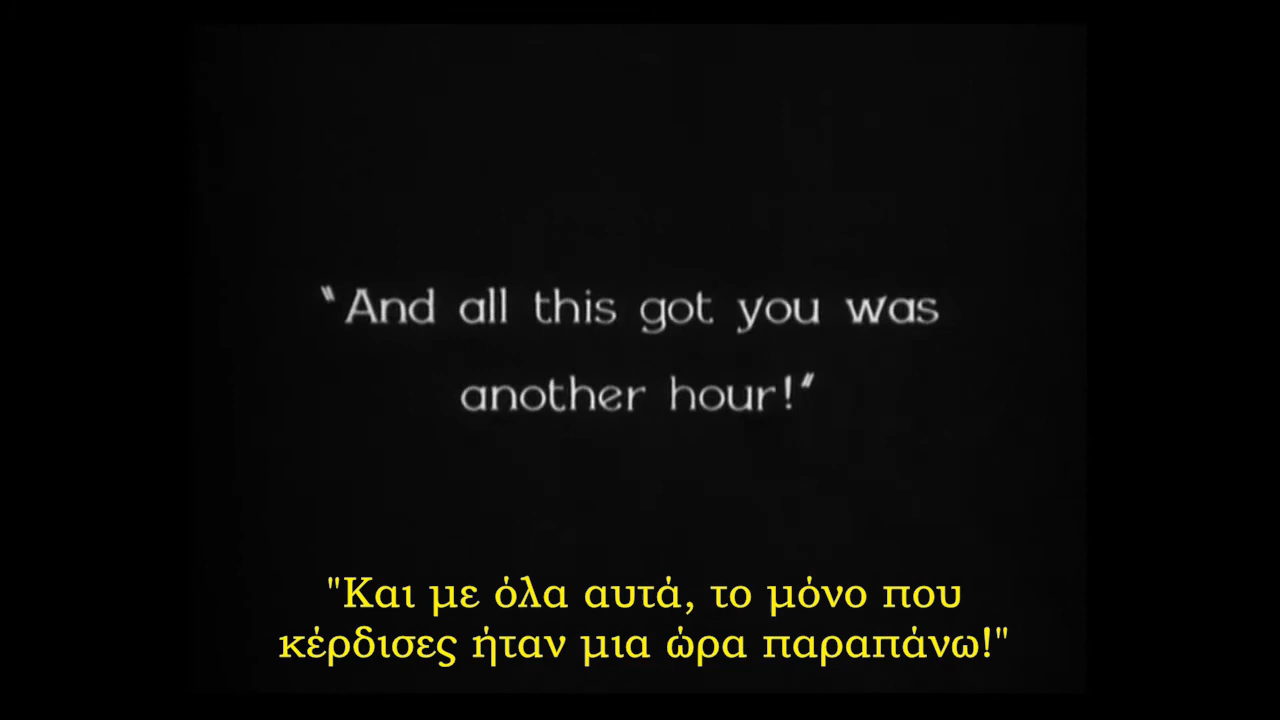 "And all this got you was
another hour!"
"Και με όλα αυτά, το μόνο που
κέρδισες ήταν μια ώρα παραπάνω!"